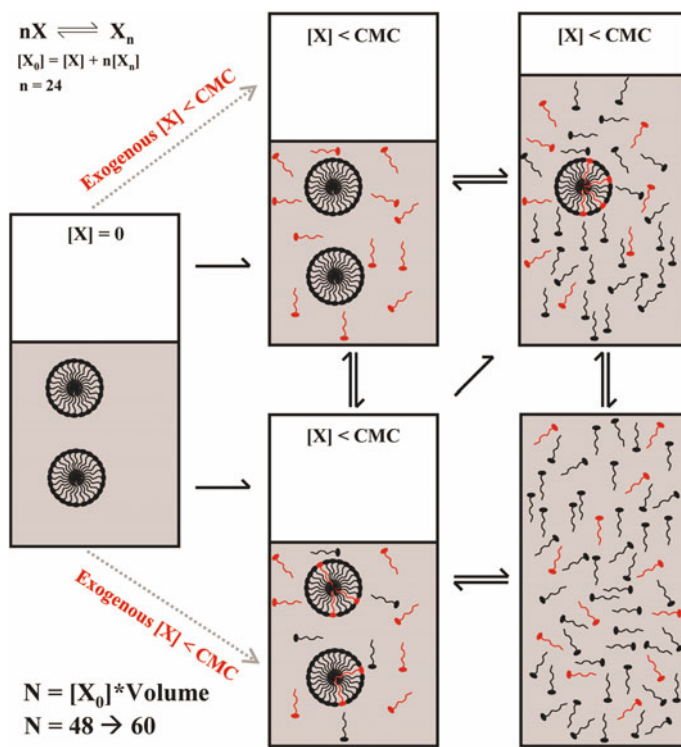 nX ⇌ Xn
[X₀] = [X] + n[Xₙ]
n = 24
Exogenous [X] < CMC
[X] < CMC
[X] < CMC
[X] = 0
[X] < CMC
Exogenous [X] < CMC
N = [X₀]*Volume
N = 48 → 60